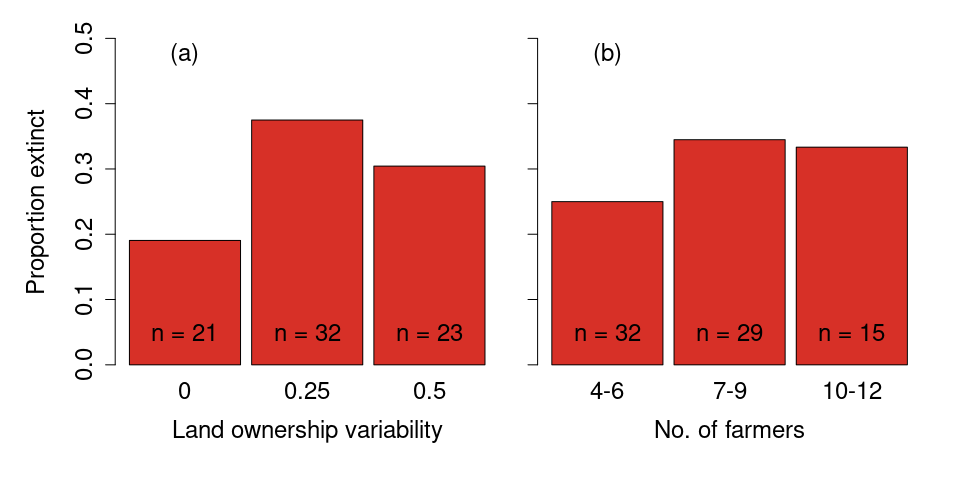 (a)
(b)
Proportion extinct
0.5
0.4
0.3
0.2
0.1
0.0
n = 21
n = 32
n = 23
n = 32
n = 29
n = 15
0
0.25
0.5
4-6
7-9
10-12
Land ownership variability
No. of farmers